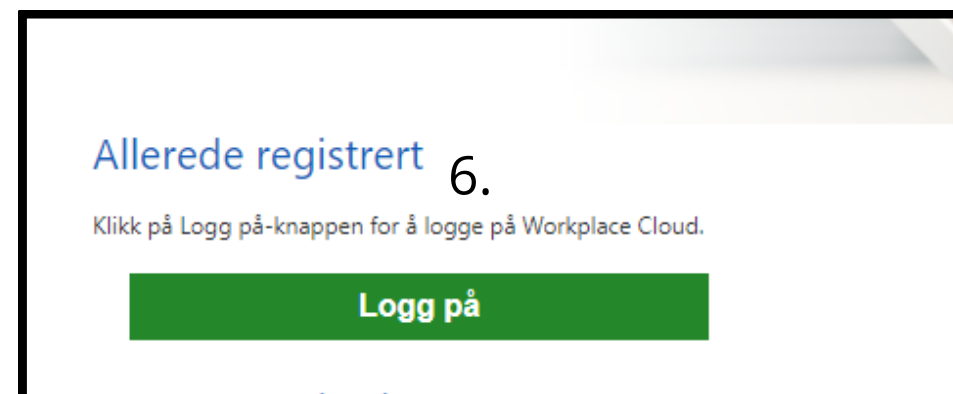 Allerede registrert
6.
Klikk på Logg på-knappen for å logge på Workplace Cloud.
Logg på